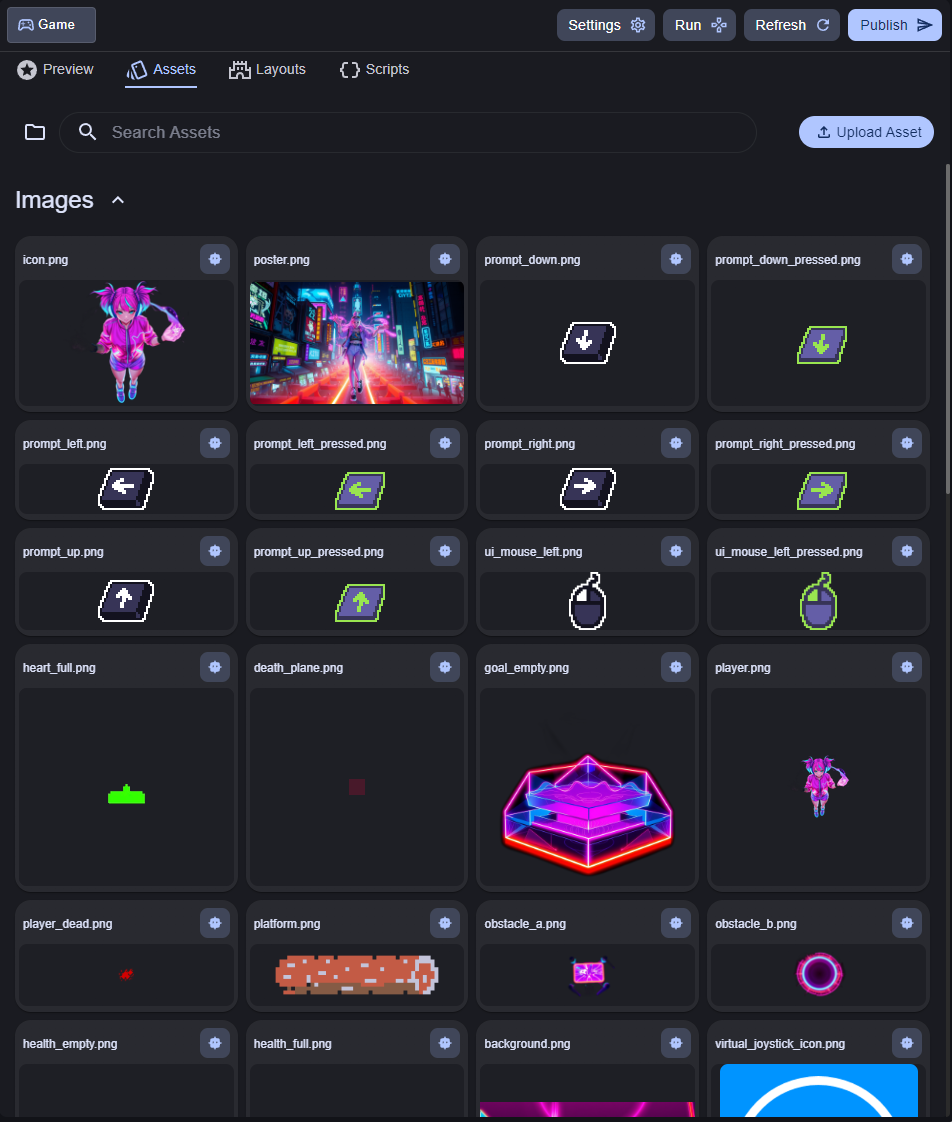 Game
Settings
Run
Refresh
Publish
Preview
Assets
Layouts
Scripts
Search Assets
Upload Asset
Images
icon.png
poster.png
prompt_down.png
prompt_down_pressed.png
prompt_left.png
prompt_left_pressed.png
prompt_right.png
prompt_right_pressed.png
prompt_up.png
prompt_up_pressed.png
ui_mouse_left.png
ui_mouse_left_pressed.png
heart_full.png
death_plane.png
goal_empty.png
player.png
player_dead.png
platform.png
obstacle_a.png
obstacle_b.png
health_empty.png
health_full.png
background.png
virtual_joystick_icon.png